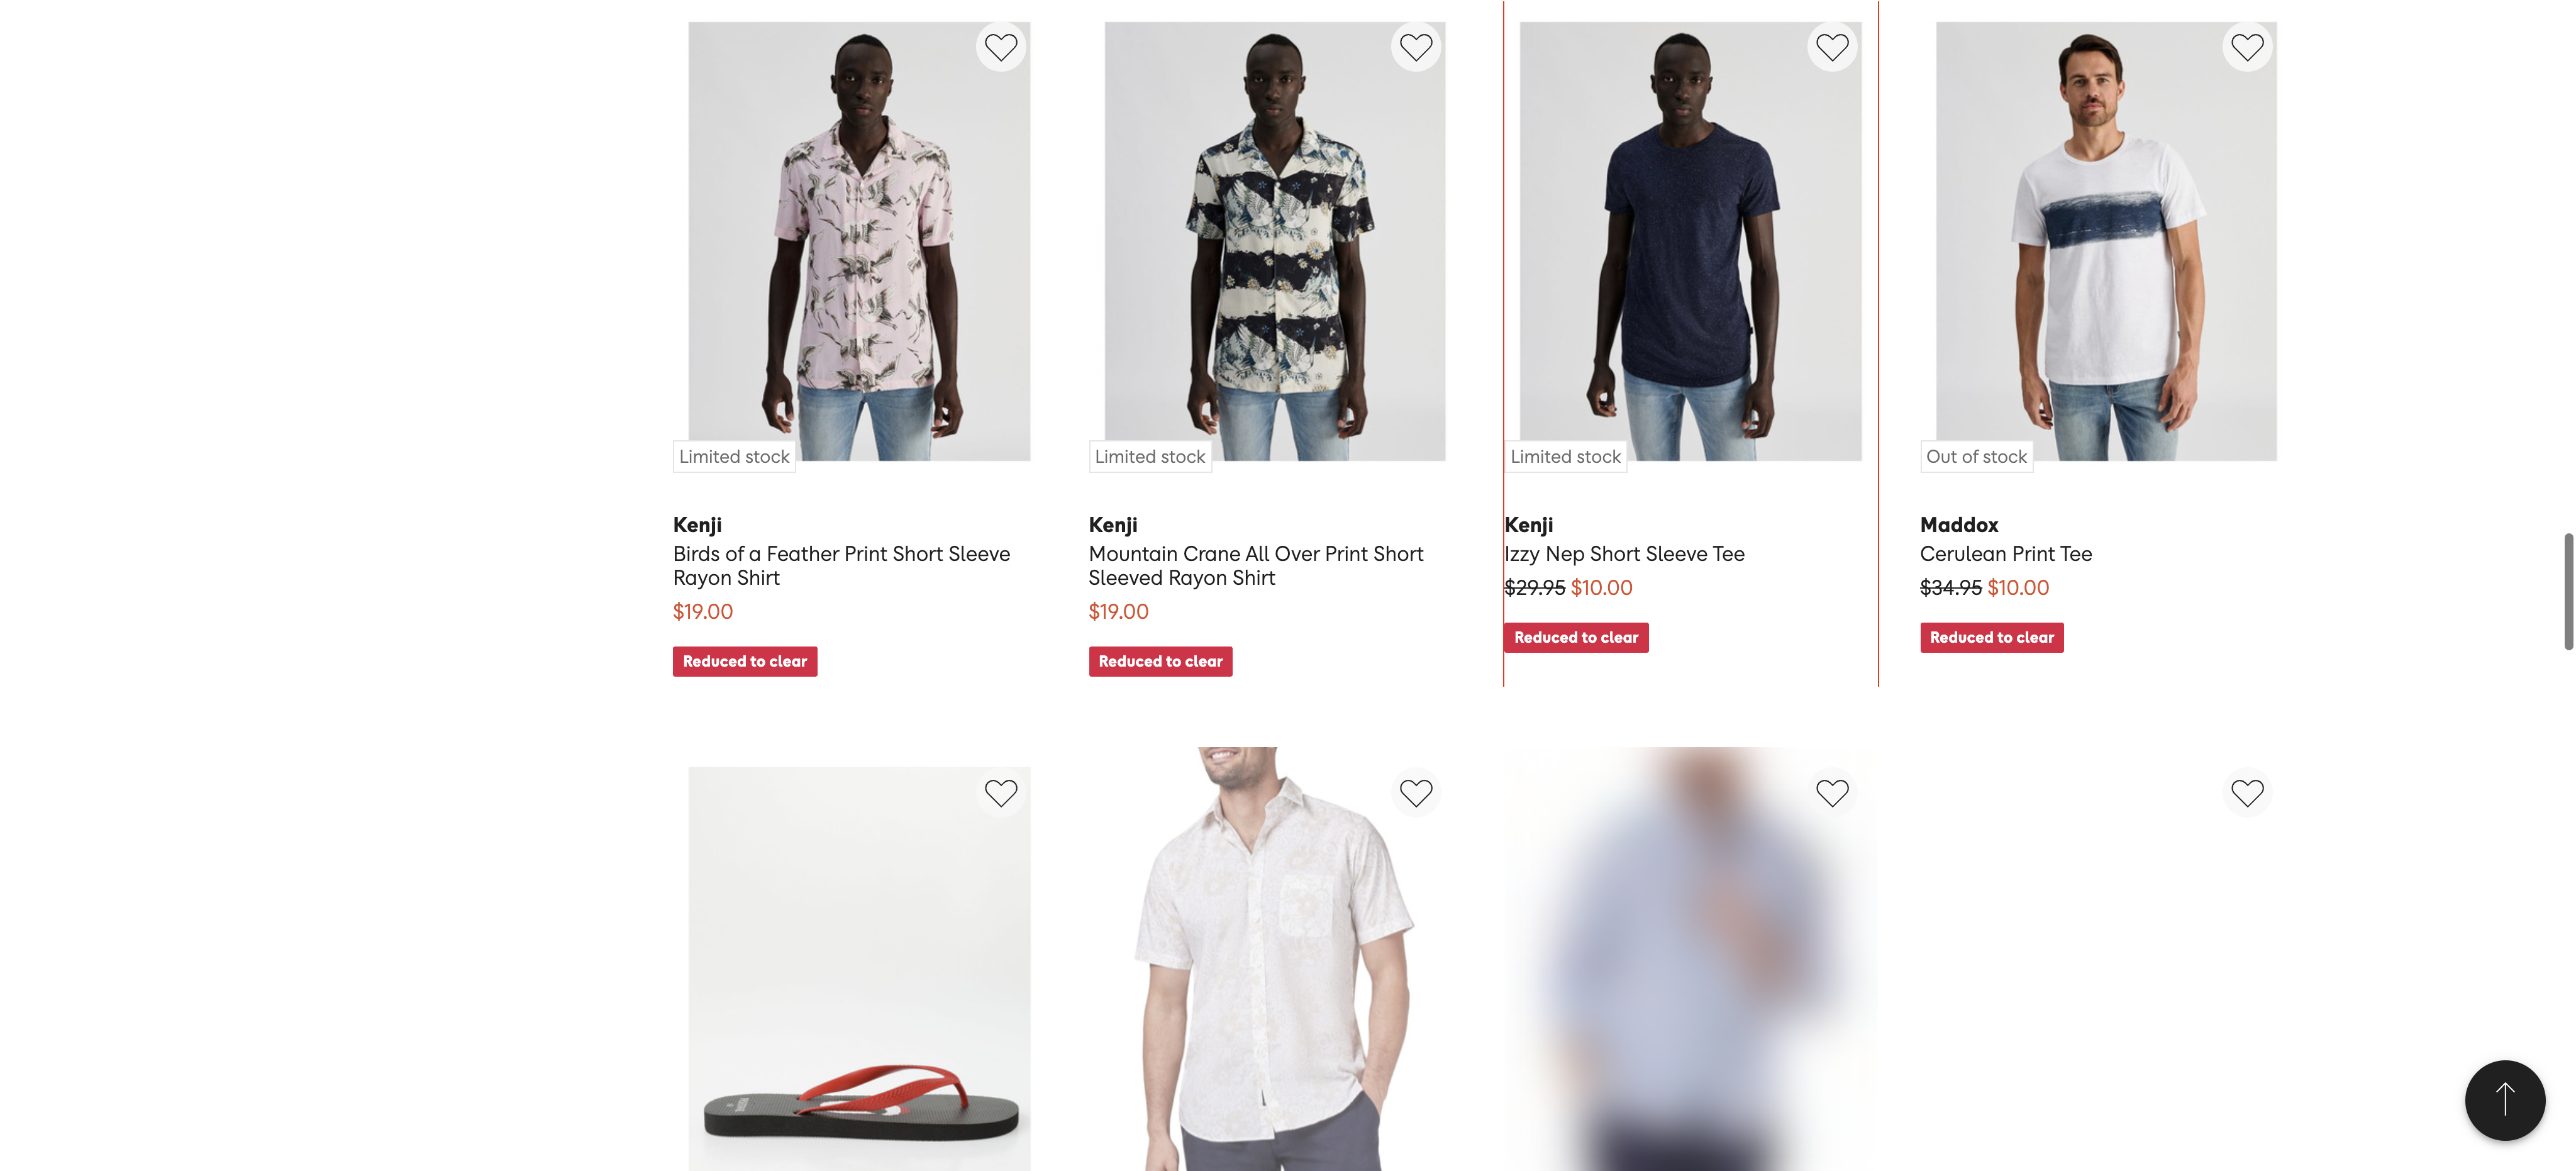 Limited stock
Limited stock
Limited stock
Out of stock
Kenji
Birds of a Feather Print Short Sleeve
Rayon Shirt
$19.00
Reduced to clear
Kenji
Mountain Crane All Over Print Short
Sleeved Rayon Shirt
$19.00
Reduced to clear
Kenji
Izzy Nep Short Sleeve Tee
$29.95 $10.00
Reduced to clear
Maddox
Cerulean Print Tee
$34.95 $10.00
Reduced to clear